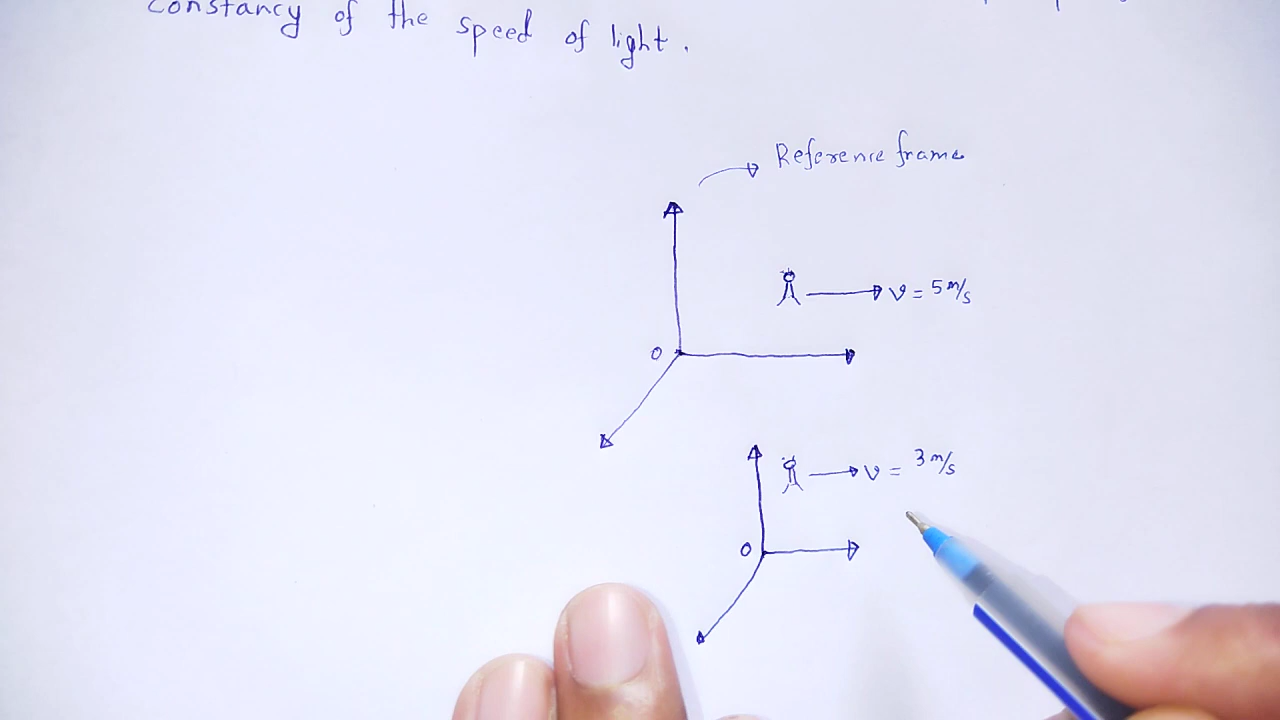 constancy of the speed of light.
Reference frame
v = 5 m/s
O
v = 3 m/s
O